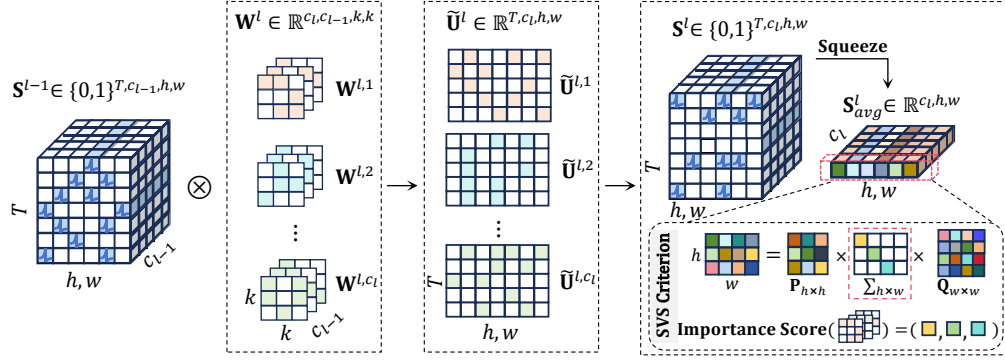 S^{l−1} ∈ {0,1}^{T,c_{l−1},h,w}
T
h, w
c_{l−1}
⊗
W^l ∈ ℝ^{c_l,c_{l−1},k,k}
W^{l,1}
W^{l,2}
...
W^{l,c_l}
k
k
c_{l−1}
Ũ^l ∈ ℝ^{T,c_l,h,w}
Ũ^{l,1}
Ũ^{l,2}
...
Ũ^{l,c_l}
T
h, w
S^l ∈ {0,1}^{T,c_l,h,w}
Squeeze
S^l_{avg} ∈ ℝ^{c_l,h,w}
T
h, w
c_l
h, w
SVS Criterion
h
w
=
P_{h×h}
×
∑_{h×w}
×
Q_{w×w}
Importance Score( ) = ( , , )